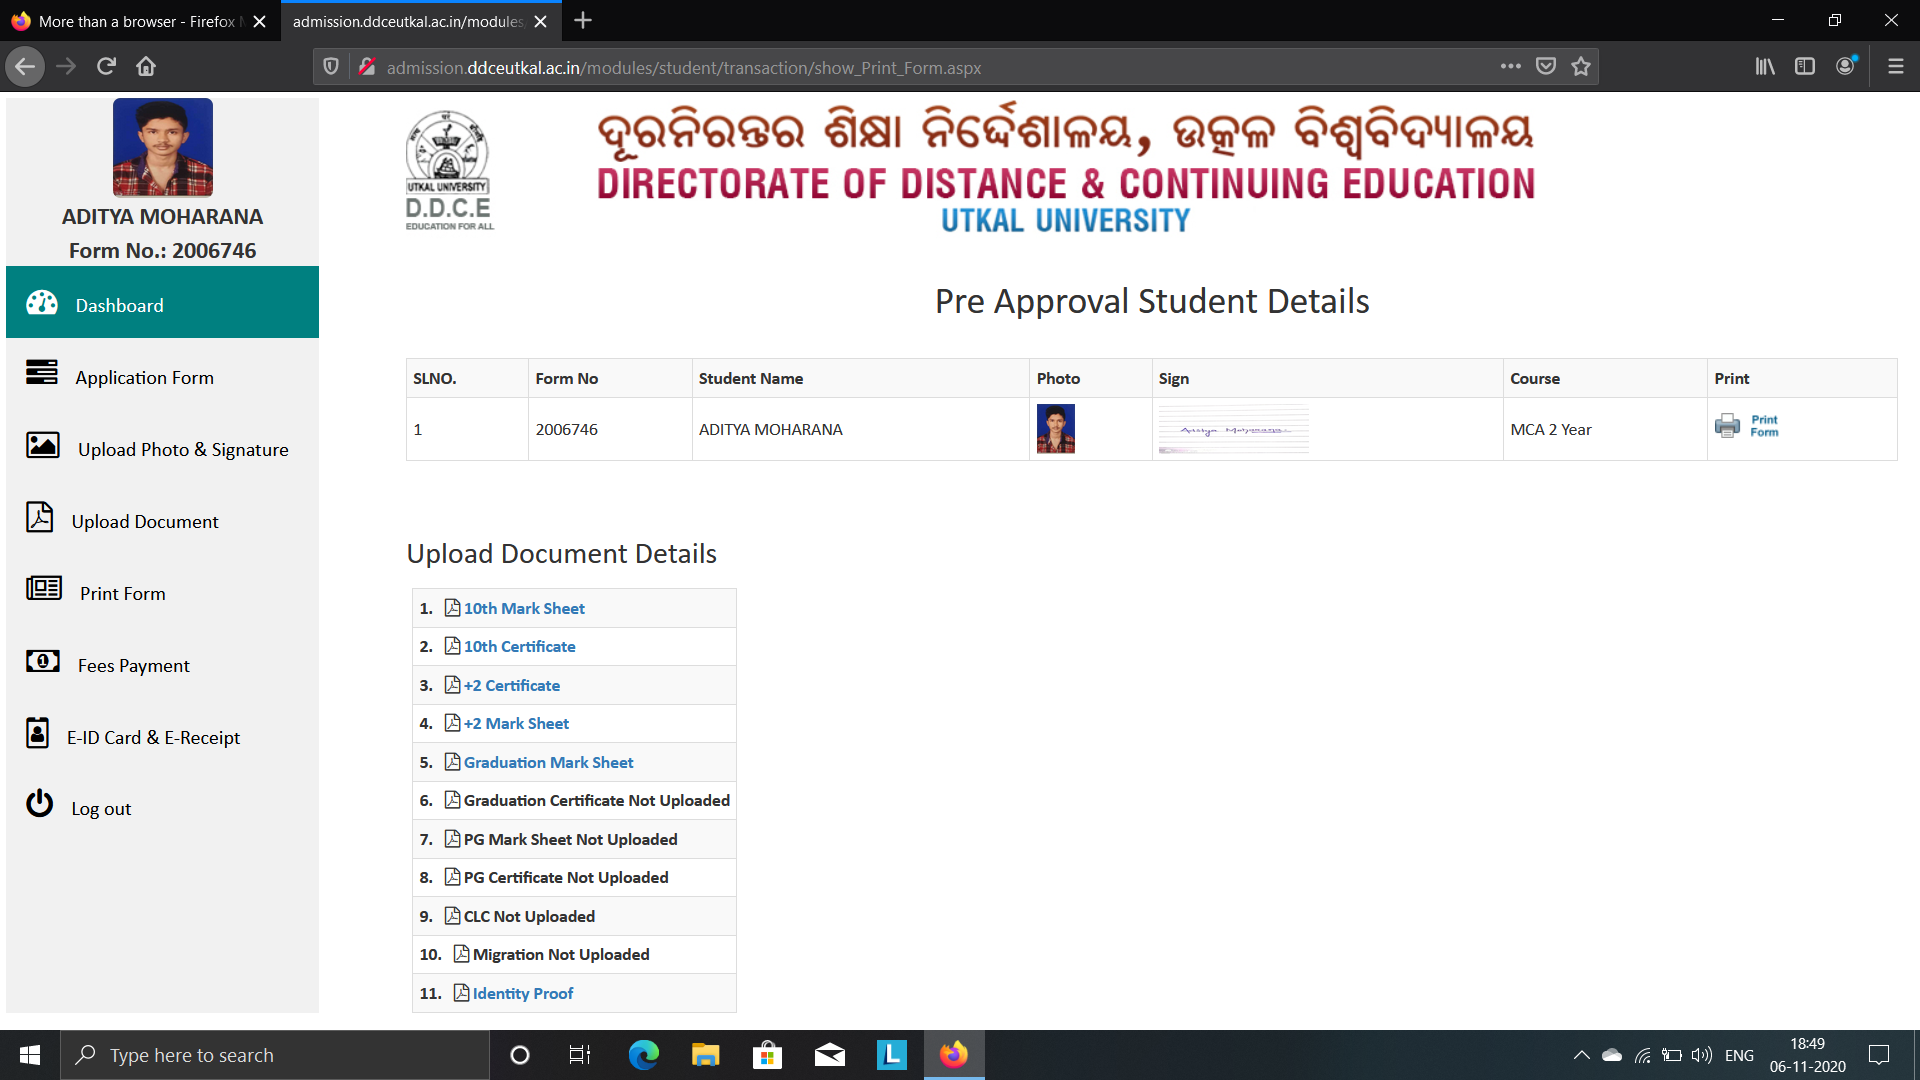 More than a browser - Firefox
admission.ddceutkal.ac.in/modules
admission.ddceutkal.ac.in/modules/student/transaction/show_Print_Form.aspx
ADITYA MOHARANA
Form No.: 2006746
Dashboard
Application Form
Upload Photo & Signature
Upload Document
Print Form
Fees Payment
E-ID Card & E-Receipt
Log out
UTKAL UNIVERSITY
D.D.C.E
EDUCATION FOR ALL
ଦୂରନିରନ୍ତର ଶିକ୍ଷା ନିର୍ଦ୍ଦେଶାଳୟ, ଉତ୍କଳ ବିଶ୍ୱବିଦ୍ୟାଳୟ
DIRECTORATE OF DISTANCE & CONTINUING EDUCATION
UTKAL UNIVERSITY
Pre Approval Student Details
SLNO. Form No Student Name Photo Sign Course Print
1 2006746 ADITYA MOHARANA Aditya Moharana MCA 2 Year Print Form
Upload Document Details
1. 10th Mark Sheet
2. 10th Certificate
3. +2 Certificate
4. +2 Mark Sheet
5. Graduation Mark Sheet
6. Graduation Certificate Not Uploaded
7. PG Mark Sheet Not Uploaded
8. PG Certificate Not Uploaded
9. CLC Not Uploaded
10. Migration Not Uploaded
11. Identity Proof
Type here to search
L
ENG
18:49
06-11-2020